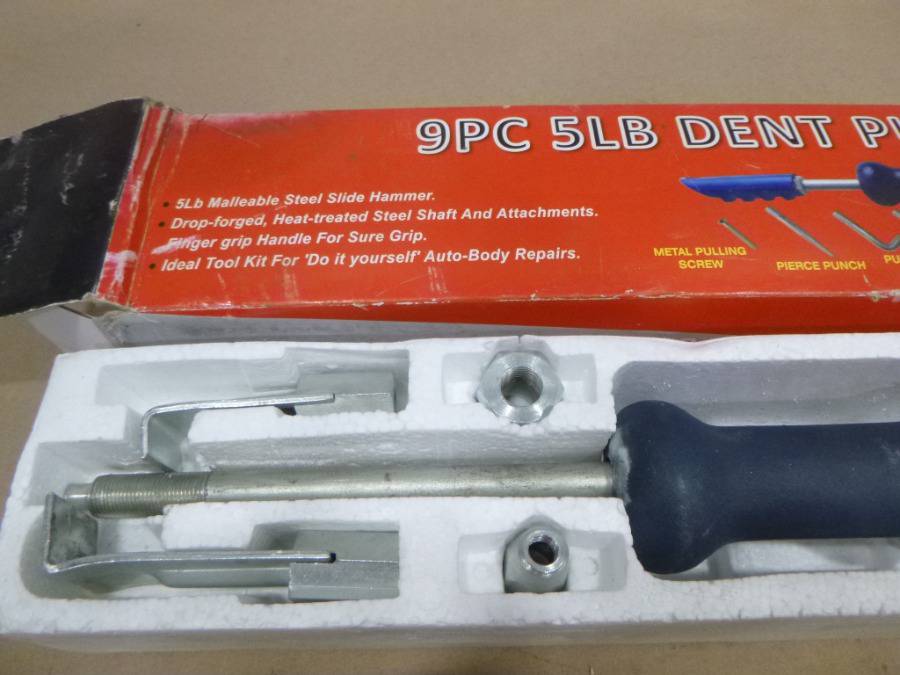 9PC 5LB DENT
• 5Lb Malleable Steel Slide Hammer.
• Drop-forged, Heat-treated Steel Shaft And Attachments.
Finger grip Handle For Sure Grip.
• Ideal Tool Kit For 'Do it yourself' Auto-Body Repairs.
METAL PULLING
SCREW
PIERCE PUNCH